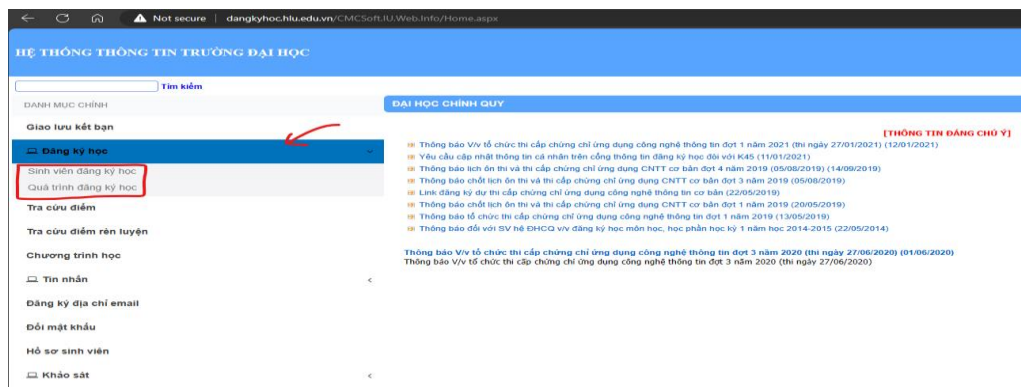 Not secure | dangkyhoc.hlu.edu.vn/CMCSoft.IU.Web.Info/Home.aspx
HỆ THỐNG THÔNG TIN TRƯỜNG ĐẠI HỌC
Tìm kiếm
DANH MỤC CHÍNH
Giao lưu kết bạn
Đăng ký học
Sinh viên đăng ký học
Quá trình đăng ký học
Tra cứu điểm
Tra cứu điểm rèn luyện
Chương trình học
Tin nhắn
Đăng ký địa chỉ email
Đổi mật khẩu
Hồ sơ sinh viên
Khảo sát
ĐẠI HỌC CHÍNH QUY
[THÔNG TIN ĐÁNG CHÚ Ý]
Thông báo V/v tổ chức thi cấp chứng chỉ ứng dụng công nghệ thông tin đợt 1 năm 2021 (thi ngày 27/01/2021) (12/01/2021)
Yêu cầu cập nhật thông tin cá nhân trên cổng thông tin đăng ký học đối với K45 (11/01/2021)
Thông báo lịch ôn thi và thi cấp chứng chỉ ứng dụng CNTT cơ bản đợt 4 năm 2019 (05/08/2019) (14/09/2019)
Thông báo chốt lịch ôn thi và thi cấp chứng chỉ ứng dụng CNTT cơ bản đợt 3 năm 2019 (05/08/2019)
Link đăng ký dự thi cấp chứng chỉ ứng dụng công nghệ thông tin cơ bản (22/05/2019)
Thông báo chốt lịch ôn thi và thi cấp chứng chỉ ứng dụng CNTT cơ bản đợt 1 năm 2019 (20/05/2019)
Thông báo tổ chức thi cấp chứng chỉ ứng dụng công nghệ thông tin đợt 1 năm 2019 (13/05/2019)
Thông báo đối với SV hệ ĐHCQ v/v đăng ký học môn học, học phần học kỳ 1 năm học 2014-2015 (22/05/2014)
Thông báo V/v tổ chức thi cấp chứng chỉ ứng dụng công nghệ thông tin đợt 3 năm 2020 (thi ngày 27/06/2020) (01/06/2020)
Thông báo V/v tổ chức thi cấp chứng chỉ ứng dụng công nghệ thông tin đợt 3 năm 2020 (thi ngày 27/06/2020)